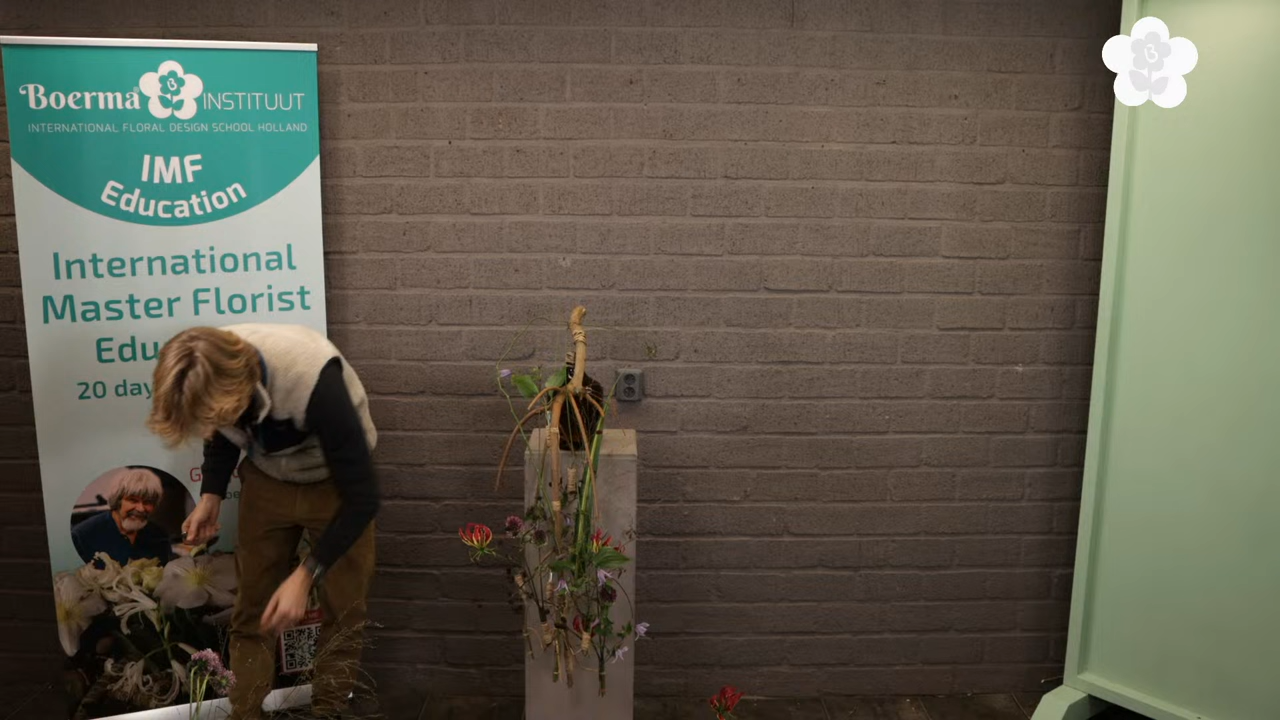 Boerma B INSTITUUT
INTERNATIONAL FLORAL DESIGN SCHOOL HOLLAND
IMF
Education
International
Master Florist
Edu
20 day
B